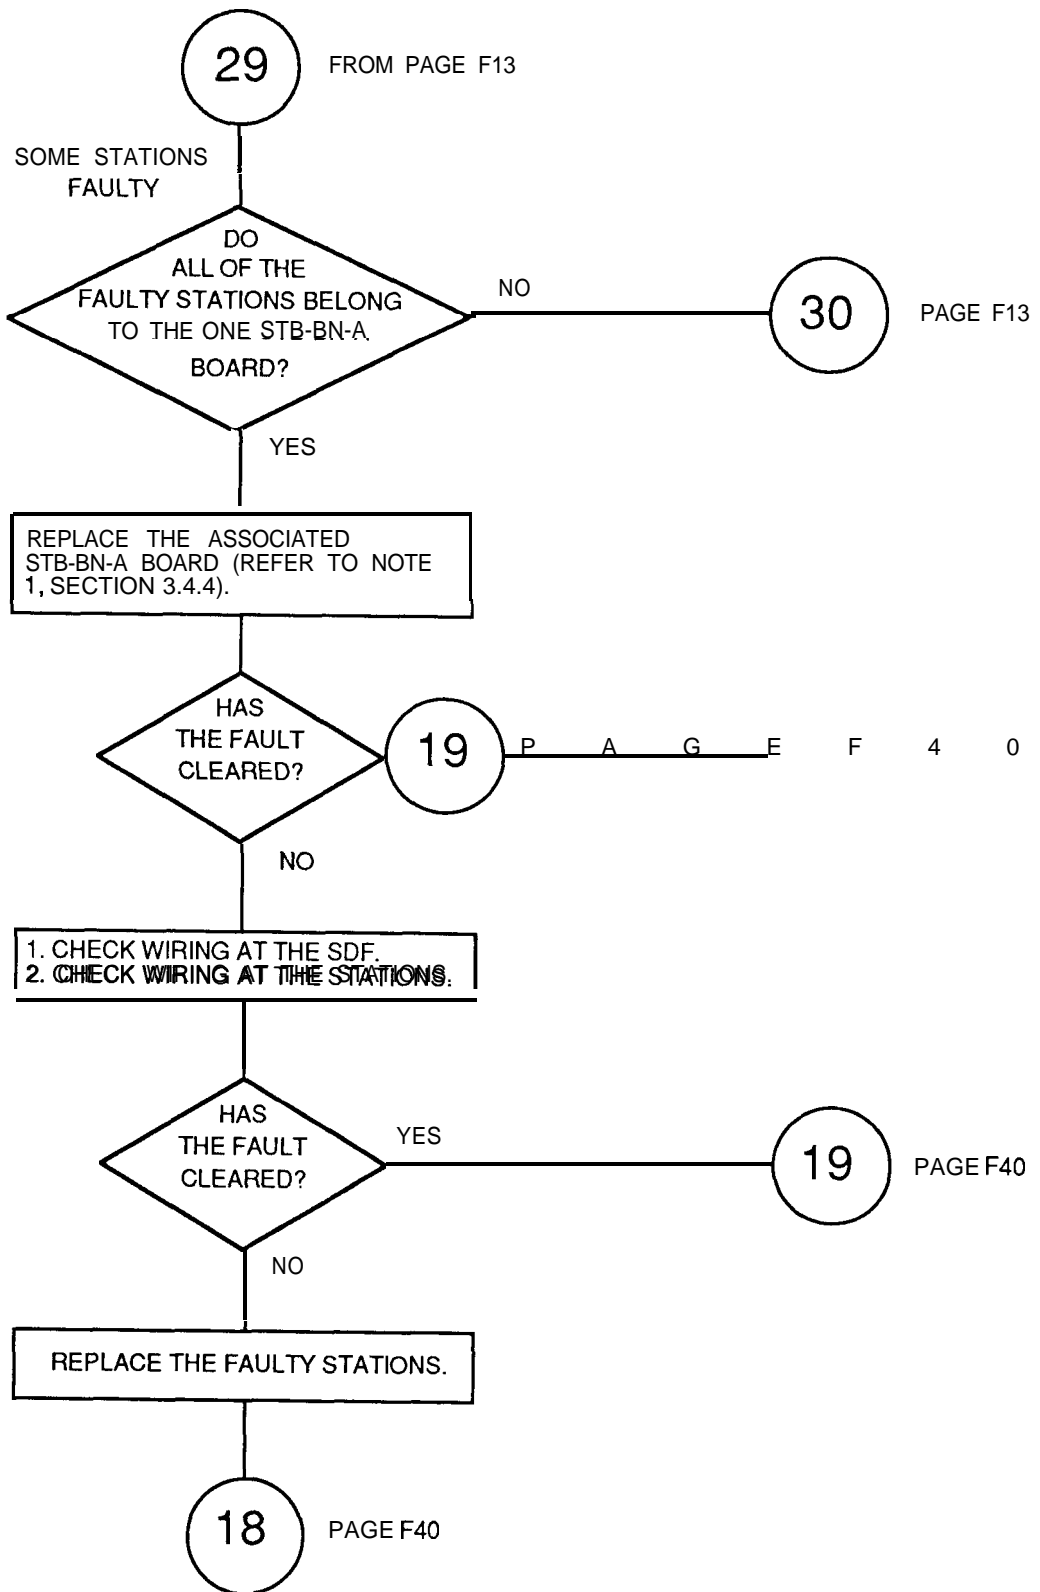 29
FROM PAGE F13
SOME STATIONS
FAULTY
DO
ALL OF THE
FAULTY STATIONS BELONG
TO THE ONE STB-BN-A
BOARD?
NO
30
PAGE F13
YES
REPLACE THE ASSOCIATED
STB-BN-A BOARD (REFER TO NOTE
1, SECTION 3.4.4).
HAS
THE FAULT
CLEARED?
19
P A G E F 4 0
NO
1. CHECK WIRING AT THE SDF.
2. CHECK WIRING AT THE STATIONS.
HAS
THE FAULT
CLEARED?
YES
19
PAGE F40
NO
REPLACE THE FAULTY STATIONS.
18
PAGE F40